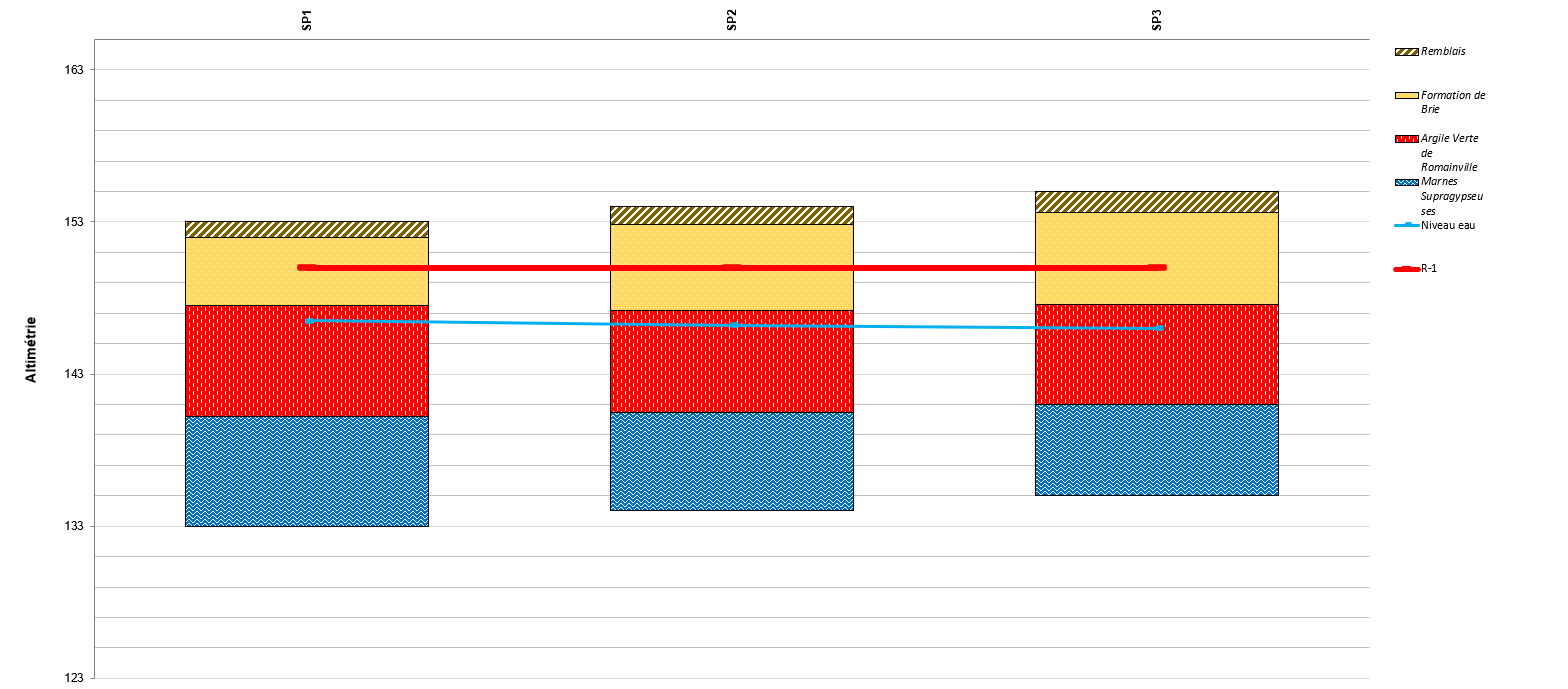 SP1
SP2
SP3
163
153
143
133
123
Altimétrie
Remblais
Formation de
Brie
Argile Verte
de
Romainville
Marnes
Supragypseu
ses
Niveau eau
R-1